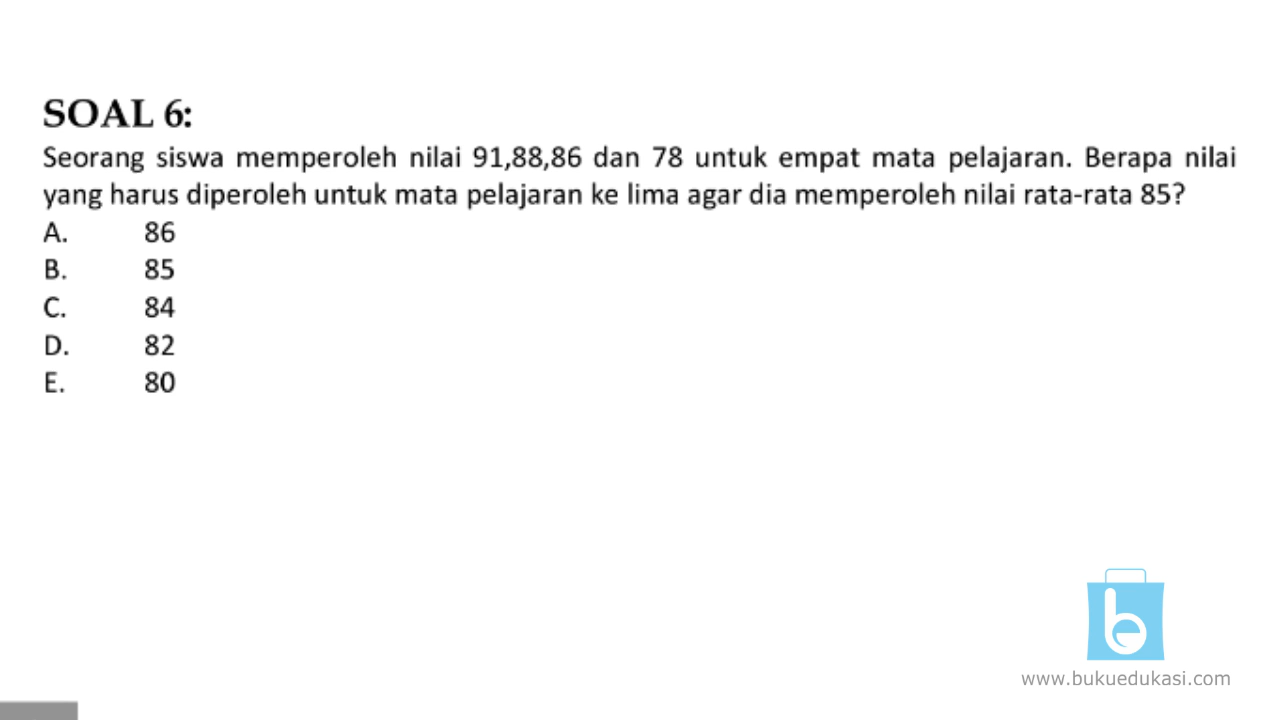 SOAL 6:
Seorang siswa memperoleh nilai 91,88,86 dan 78 untuk empat mata pelajaran. Berapa nilai
yang harus diperoleh untuk mata pelajaran ke lima agar dia memperoleh nilai rata-rata 85?
A. 86
B. 85
C. 84
D. 82
E. 80
www.bukuedukasi.com